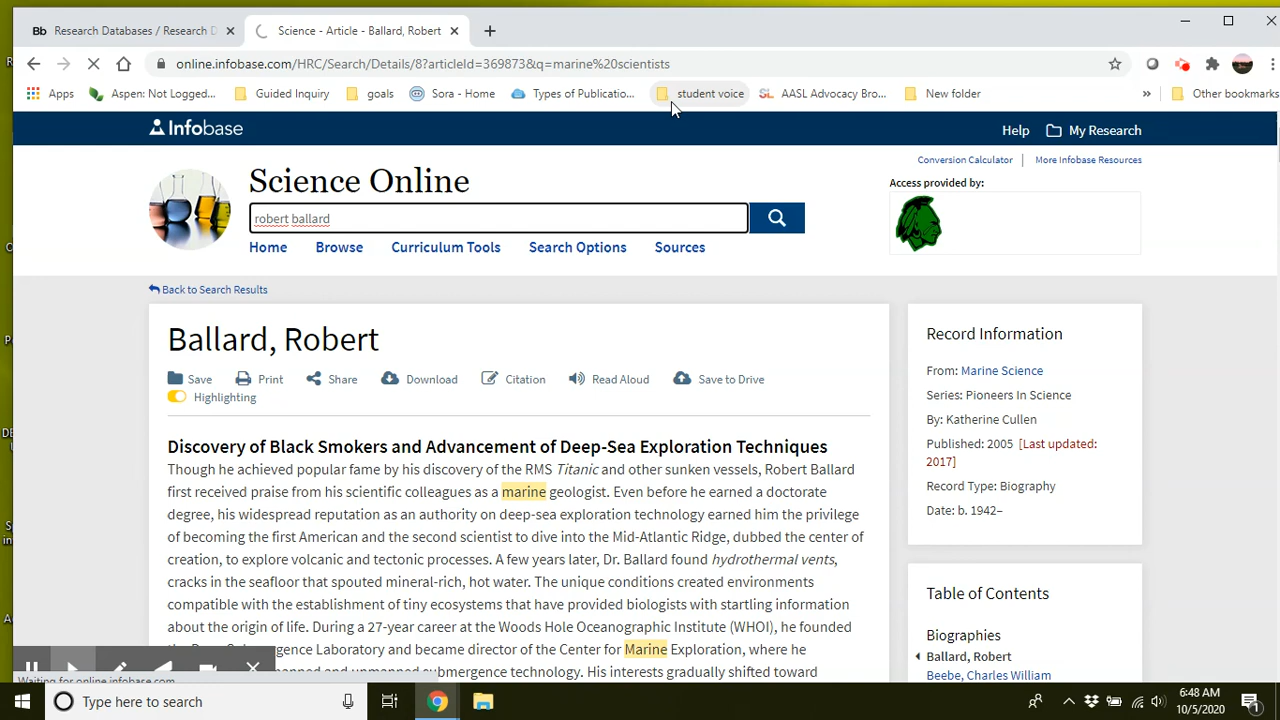 Bb Research Databases / Research D
Science - Article - Ballard, Robert
online.infobase.com/HRC/Search/Details/8?articleId=369873&q=marine%20scientists
Apps Aspen: Not Logged... Guided Inquiry goals Sora - Home Types of Publicatio... student voice SL AASL Advocacy Bro... New folder » Other bookmarks
Infobase
Help My Research
Conversion Calculator | More Infobase Resources
Science Online
Access provided by:
robert ballard
Home Browse Curriculum Tools Search Options Sources
Back to Search Results
Ballard, Robert
Save Print Share Download Citation Read Aloud Save to Drive
Highlighting
Discovery of Black Smokers and Advancement of Deep-Sea Exploration Techniques
Though he achieved popular fame by his discovery of the RMS Titanic and other sunken vessels, Robert Ballard
first received praise from his scientific colleagues as a marine geologist. Even before he earned a doctorate
degree, his widespread reputation as an authority on deep-sea exploration technology earned him the privilege
of becoming the first American and the second scientist to dive into the Mid-Atlantic Ridge, dubbed the center of
creation, to explore volcanic and tectonic processes. A few years later, Dr. Ballard found hydrothermal vents,
cracks in the seafloor that spouted mineral-rich, hot water. The unique conditions created environments
compatible with the establishment of tiny ecosystems that have provided biologists with startling information
about the origin of life. During a 27-year career at the Woods Hole Oceanographic Institute (WHOI), he founded
Laboratory and became director of the Center for Marine Exploration, where he
and unmanned submergence technology. His interests gradually shifted toward
Record Information
From: Marine Science
Series: Pioneers In Science
By: Katherine Cullen
Published: 2005 [Last updated:
2017]
Record Type: Biography
Date: b. 1942–
Table of Contents
Biographies
Ballard, Robert
Beebe, Charles William
Waiting for online.infobase.com
Type here to search
6:48 AM
10/5/2020